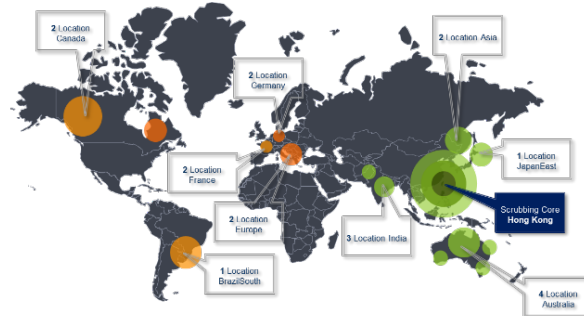 2 Location
Canada
2 Location
Germany
2 Location Asia
2 Location
France
1 Location
JapanEast
2 Location
Europe
3 Location India
Scrubbing Core
Hong Kong
1 Location
BrazilSouth
4 Location
Australia